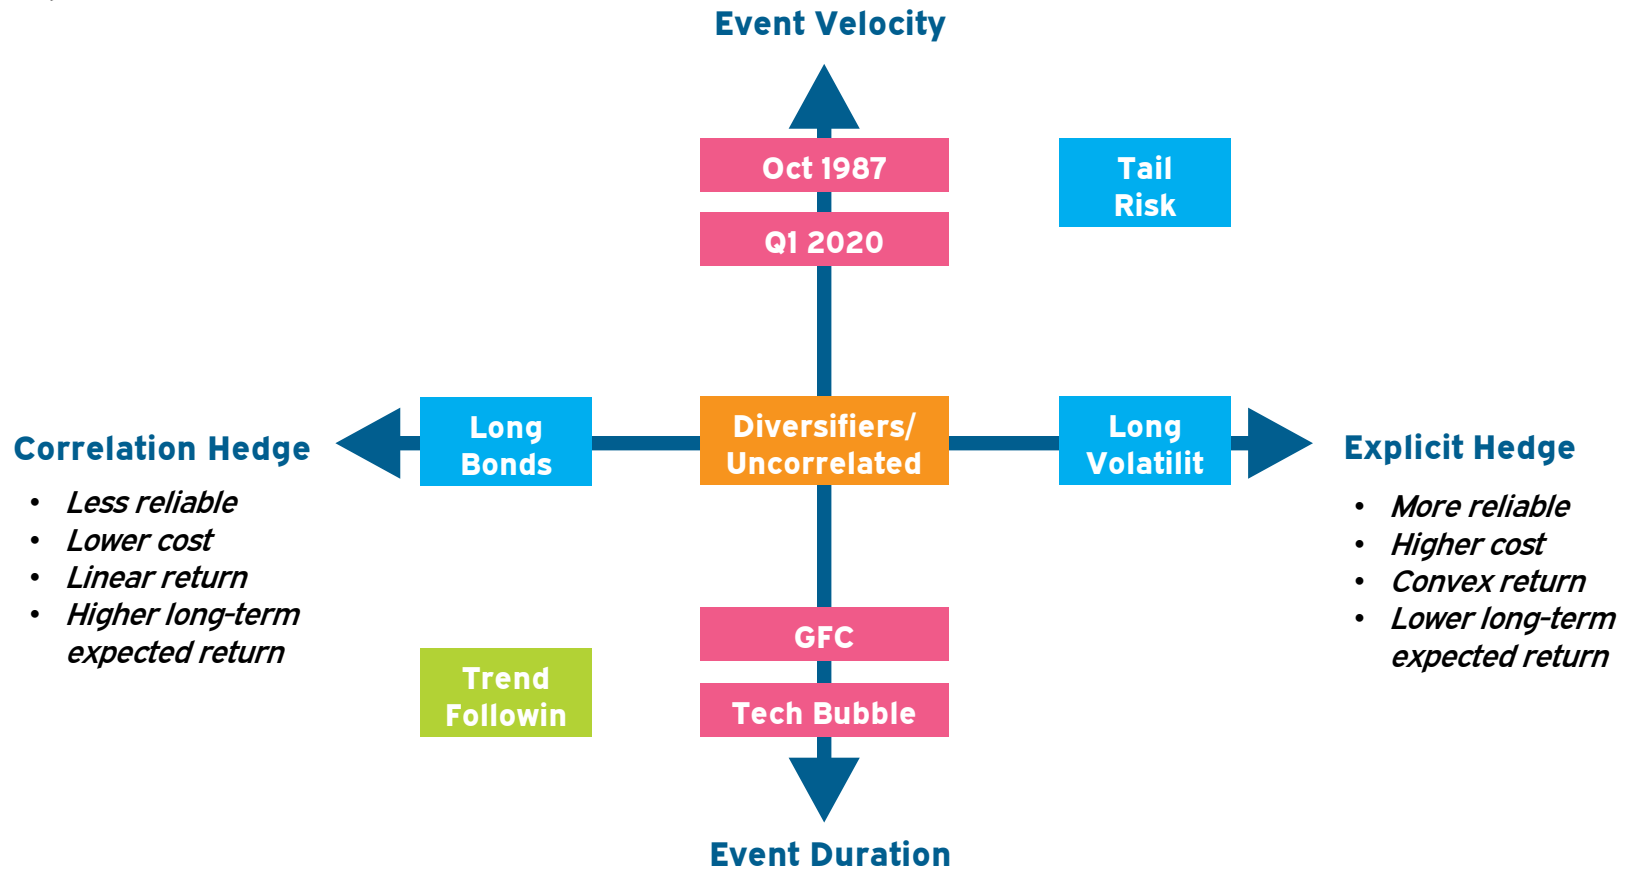 Event Velocity
Oct 1987
Q1 2020
Tail
Risk
Correlation Hedge
• Less reliable
• Lower cost
• Linear return
• Higher long-term
expected return
Long
Bonds
Diversifiers/
Uncorrelated
Long
Volatilit
Explicit Hedge
• More reliable
• Higher cost
• Convex return
• Lower long-term
expected return
Trend
Followin
GFC
Tech Bubble
Event Duration